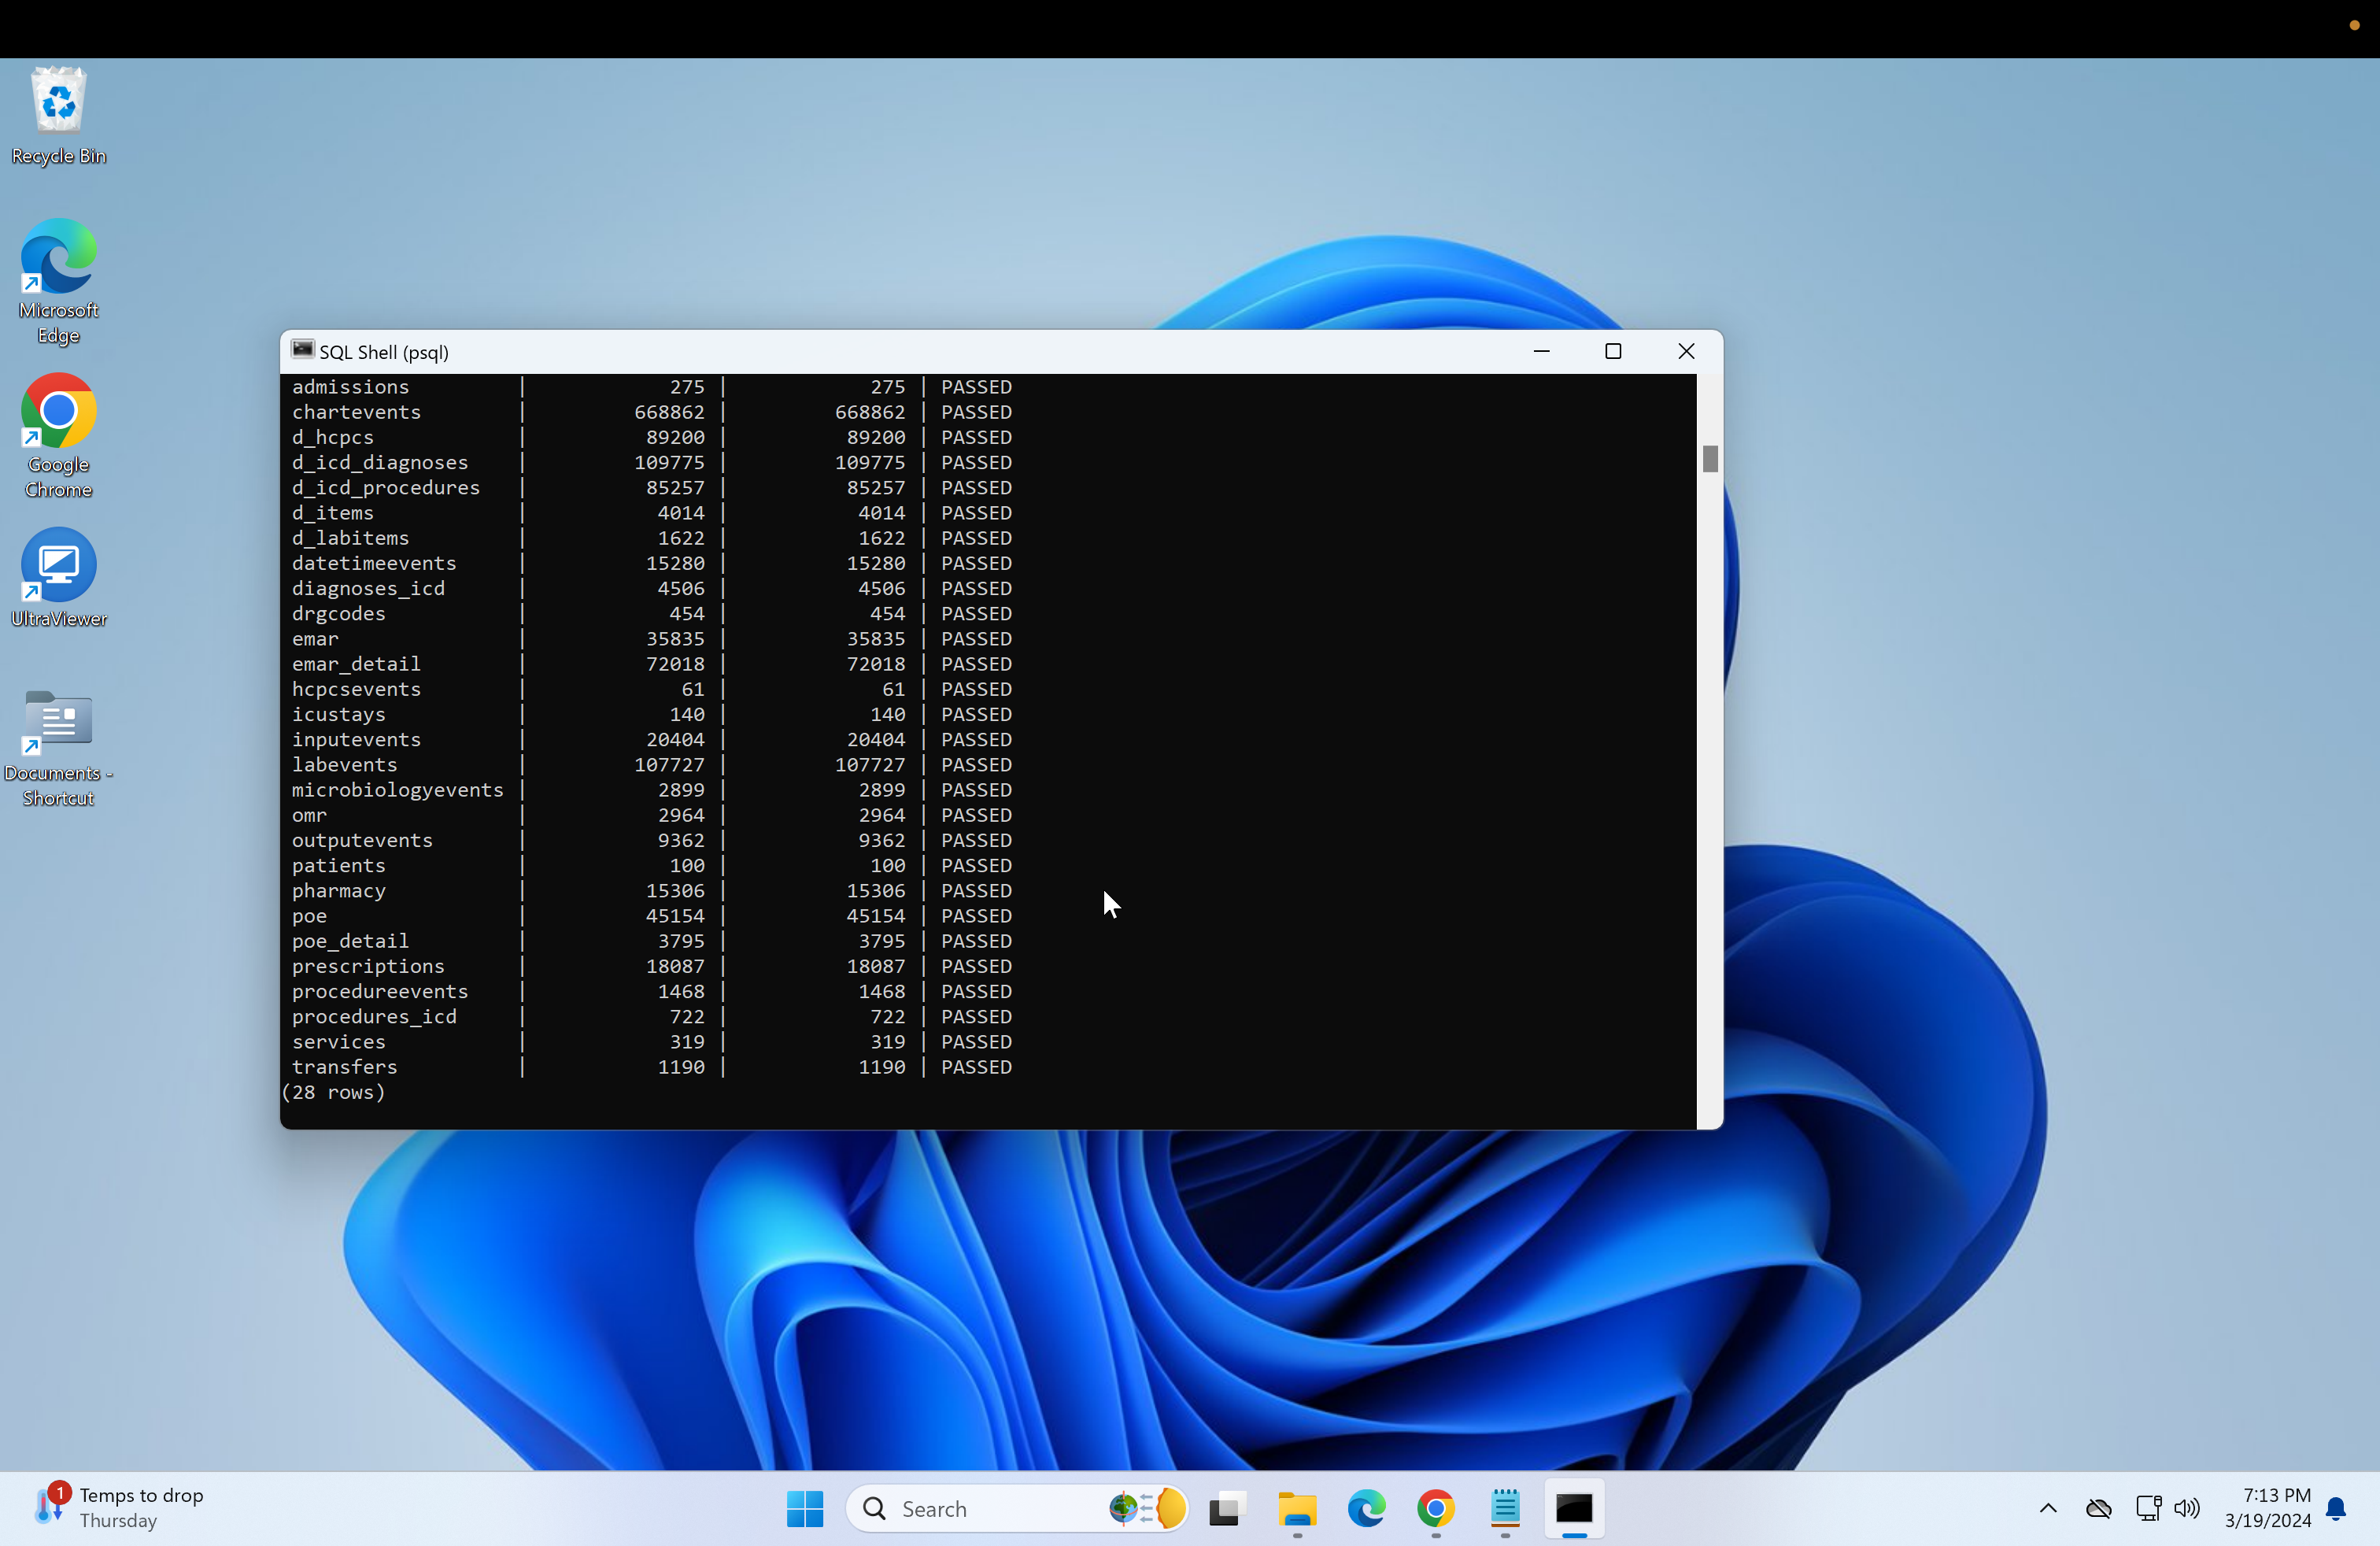 Recycle Bin
Microsoft
Edge
Google
Chrome
UltraViewer
Documents -
Shortcut
SQL Shell (psql)
admissions | 275 | 275 | PASSED
chartevents | 668862 | 668862 | PASSED
d_hcpcs | 89200 | 89200 | PASSED
d_icd_diagnoses | 109775 | 109775 | PASSED
d_icd_procedures | 85257 | 85257 | PASSED
d_items | 4014 | 4014 | PASSED
d_labitems | 1622 | 1622 | PASSED
datetimeevents | 15280 | 15280 | PASSED
diagnoses_icd | 4506 | 4506 | PASSED
drgcodes | 454 | 454 | PASSED
emar | 35835 | 35835 | PASSED
emar_detail | 72018 | 72018 | PASSED
hcpcsevents | 61 | 61 | PASSED
icustays | 140 | 140 | PASSED
inputevents | 20404 | 20404 | PASSED
labevents | 107727 | 107727 | PASSED
microbiologyevents | 2899 | 2899 | PASSED
omr | 2964 | 2964 | PASSED
outputevents | 9362 | 9362 | PASSED
patients | 100 | 100 | PASSED
pharmacy | 15306 | 15306 | PASSED
poe | 45154 | 45154 | PASSED
poe_detail | 3795 | 3795 | PASSED
prescriptions | 18087 | 18087 | PASSED
procedureevents | 1468 | 1468 | PASSED
procedures_icd | 722 | 722 | PASSED
services | 319 | 319 | PASSED
transfers | 1190 | 1190 | PASSED
(28 rows)
1
Temps to drop
Thursday
Search
7:13 PM
3/19/2024